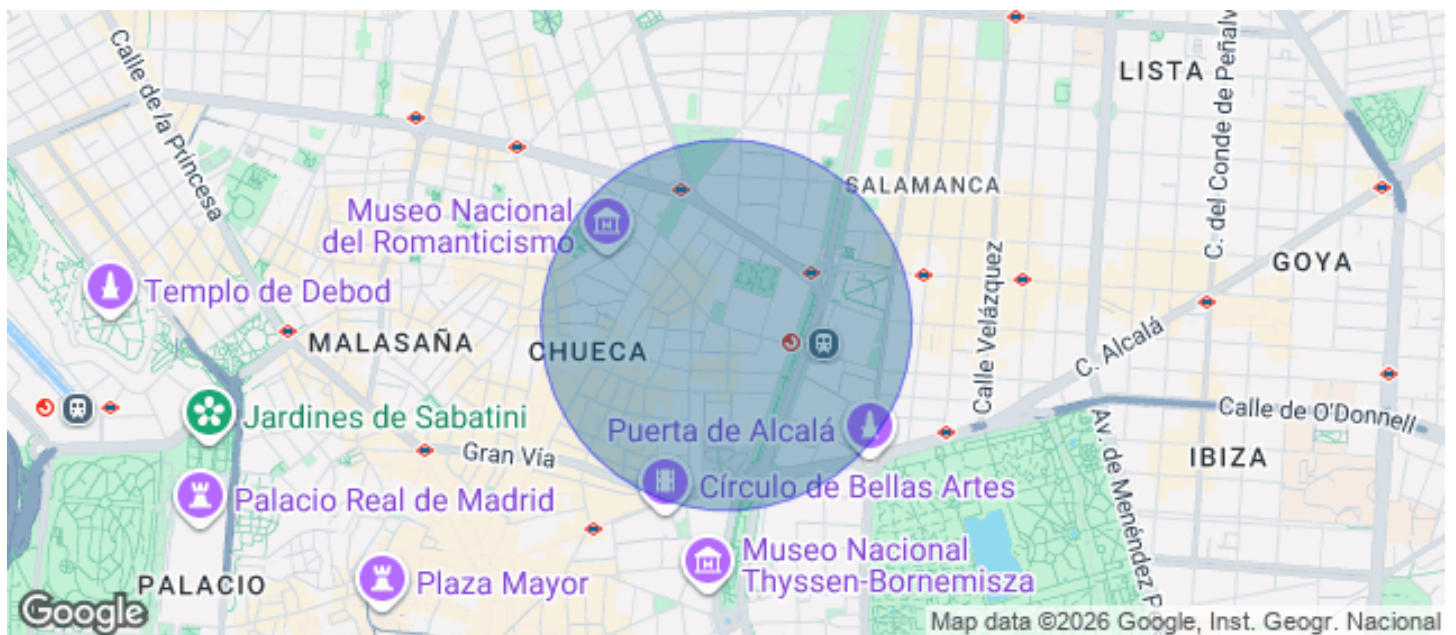 Calle de la Princesa
LISTA
C. del Conde de Peñalv
SALAMANCA
Museo Nacional
del Romanticismo
Calle Velázquez
GOYA
Templo de Debod
MALASAÑA
CHUECA
C. Alcalá
Jardines de Sabatini
Puerta de Alcalá
Calle de O'Donnell
Av. de Menéndez P
Gran Vía
IBIZA
Palacio Real de Madrid
Círculo de Bellas Artes
Museo Nacional
Thyssen-Bornemisza
PALACIO
Plaza Mayor
Google
Map data ©2026 Google, Inst. Geogr. Nacional